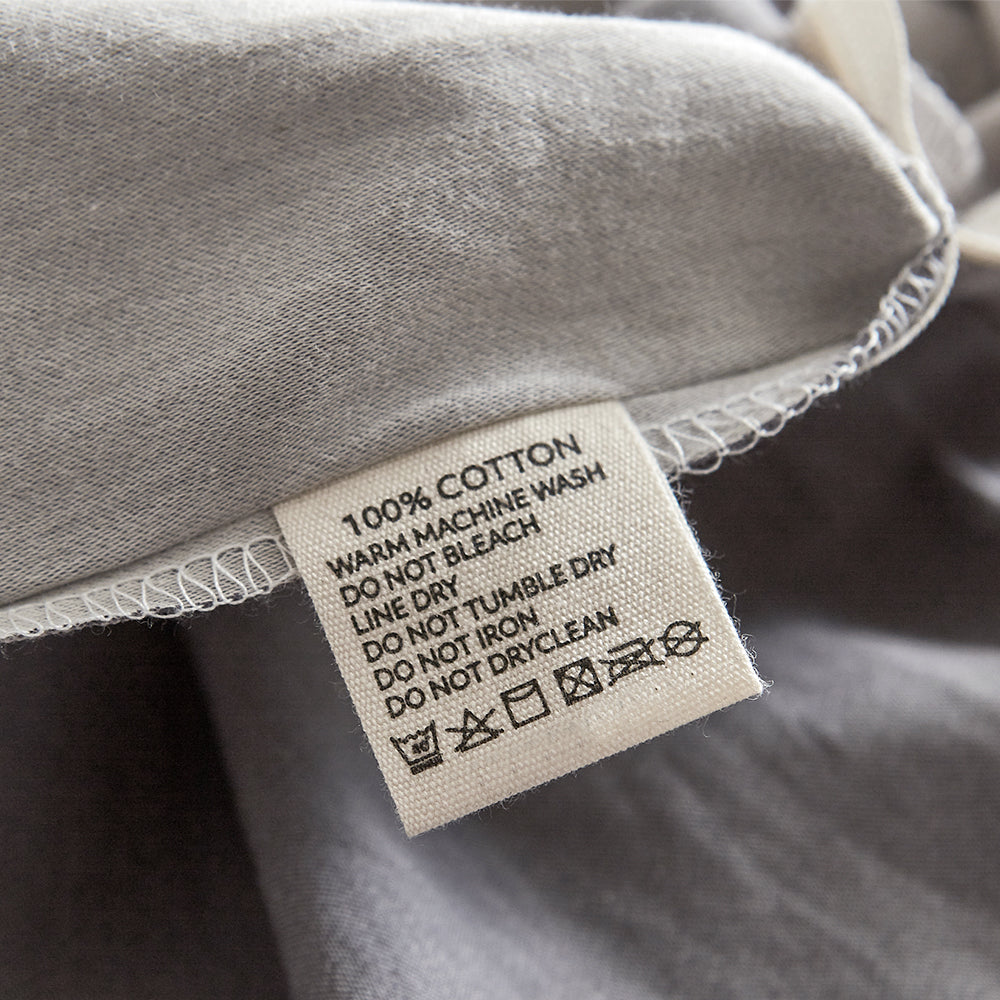 100% COTTON
WARM MACHINE WASH
DO NOT BLEACH
LINE DRY
DO NOT TUMBLE DRY
DO NOT IRON
DO NOT DRYCLEAN